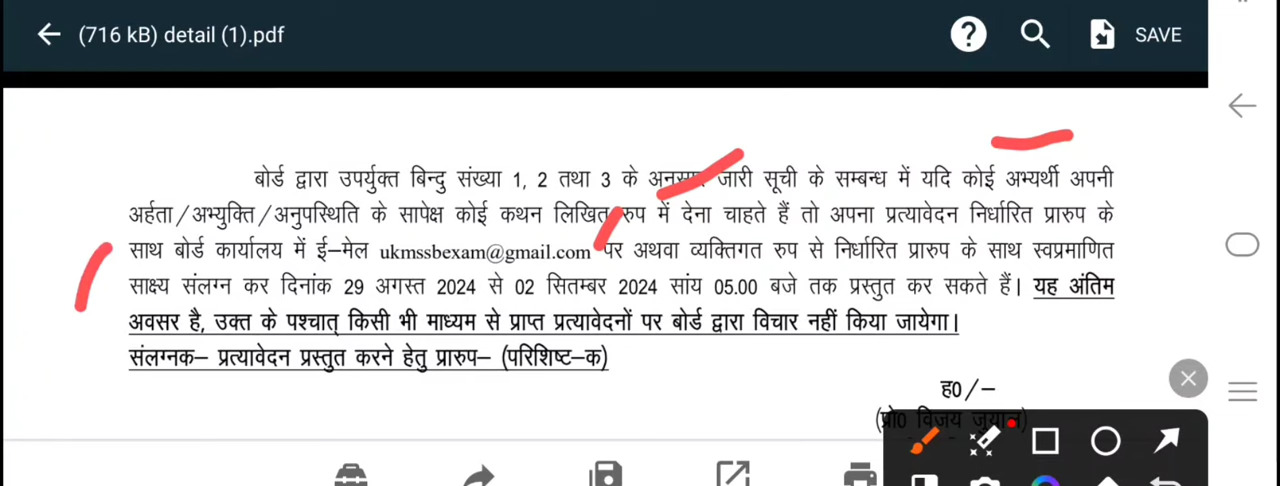 (716 kB) detail (1).pdf
SAVE
बोर्ड द्वारा उपर्युक्त बिन्दु संख्या 1, 2 तथा 3 के अनुसार जारी सूची के सम्बन्ध में यदि कोई अभ्यर्थी अपनी
अर्हता/अभ्युक्ति/अनुपस्थिति के सापेक्ष कोई कथन लिखित रुप में देना चाहते हैं तो अपना प्रत्यावेदन निर्धारित प्रारुप के
साथ बोर्ड कार्यालय में ई–मेल ukmssbexam@gmail.com पर अथवा व्यक्तिगत रुप से निर्धारित प्रारुप के साथ स्वप्रमाणित
साक्ष्य संलग्न कर दिनांक 29 अगस्त 2024 से 02 सितम्बर 2024 सांय 05.00 बजे तक प्रस्तुत कर सकते हैं। यह अंतिम
अवसर है, उक्त के पश्चात् किसी भी माध्यम से प्राप्त प्रत्यावेदनों पर बोर्ड द्वारा विचार नहीं किया जायेगा।
संलग्नक– प्रत्यावेदन प्रस्तुत करने हेतु प्रारुप– (परिशिष्ट–क)
ह0/–
(प्रो0 विजय जुयाल)